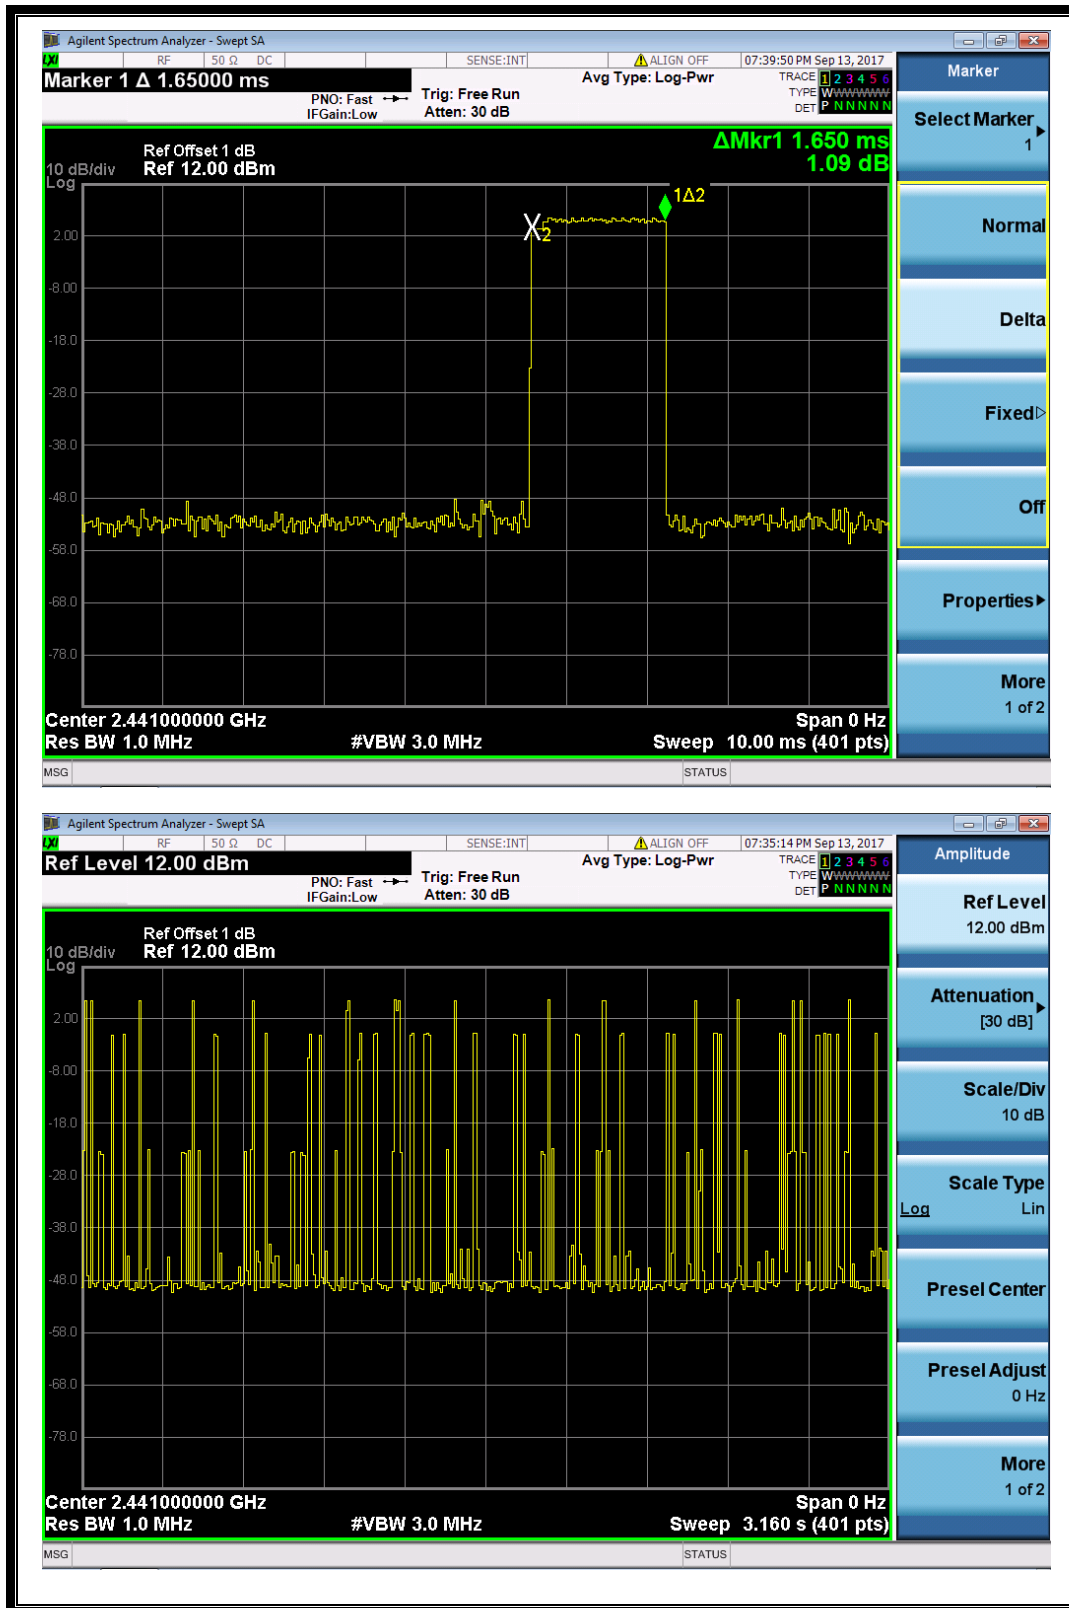 Agilent Spectrum Analyzer - Swept SA
LXI RF 50 Ω DC SENSE:INT ALIGN OFF 07:39:50 PM Sep 13, 2017
Marker 1 Δ 1.65000 ms
PNO: Fast
IFGain:Low
Trig: Free Run
Atten: 30 dB
Avg Type: Log-Pwr
TRACE 1 2 3 4 5 6
TYPE WWWWWWW
DET P N N N N N
ΔMkr1 1.650 ms
1.09 dB
Ref Offset 1 dB
10 dB/div Ref 12.00 dBm
Log
1Δ2
2
2.00
-8.00
-18.0
-28.0
-38.0
-48.0
-58.0
-68.0
-78.0
Center 2.441000000 GHz Span 0 Hz
Res BW 1.0 MHz #VBW 3.0 MHz Sweep 10.00 ms (401 pts)
MSG STATUS
Marker
Select Marker
1
Normal
Delta
Fixed
Off
Properties
More
1 of 2
Agilent Spectrum Analyzer - Swept SA
LXI RF 50 Ω DC SENSE:INT ALIGN OFF 07:35:14 PM Sep 13, 2017
Ref Level 12.00 dBm
PNO: Fast
IFGain:Low
Trig: Free Run
Atten: 30 dB
Avg Type: Log-Pwr
TRACE 1 2 3 4 5 6
TYPE WWWWWWW
DET P N N N N N
Ref Offset 1 dB
10 dB/div Ref 12.00 dBm
Log
2.00
-8.00
-18.0
-28.0
-38.0
-48.0
-58.0
-68.0
-78.0
Center 2.441000000 GHz Span 0 Hz
Res BW 1.0 MHz #VBW 3.0 MHz Sweep 3.160 s (401 pts)
MSG STATUS
Amplitude
Ref Level
12.00 dBm
Attenuation
[30 dB]
Scale/Div
10 dB
Scale Type
Log Lin
Presel Center
Presel Adjust
0 Hz
More
1 of 2